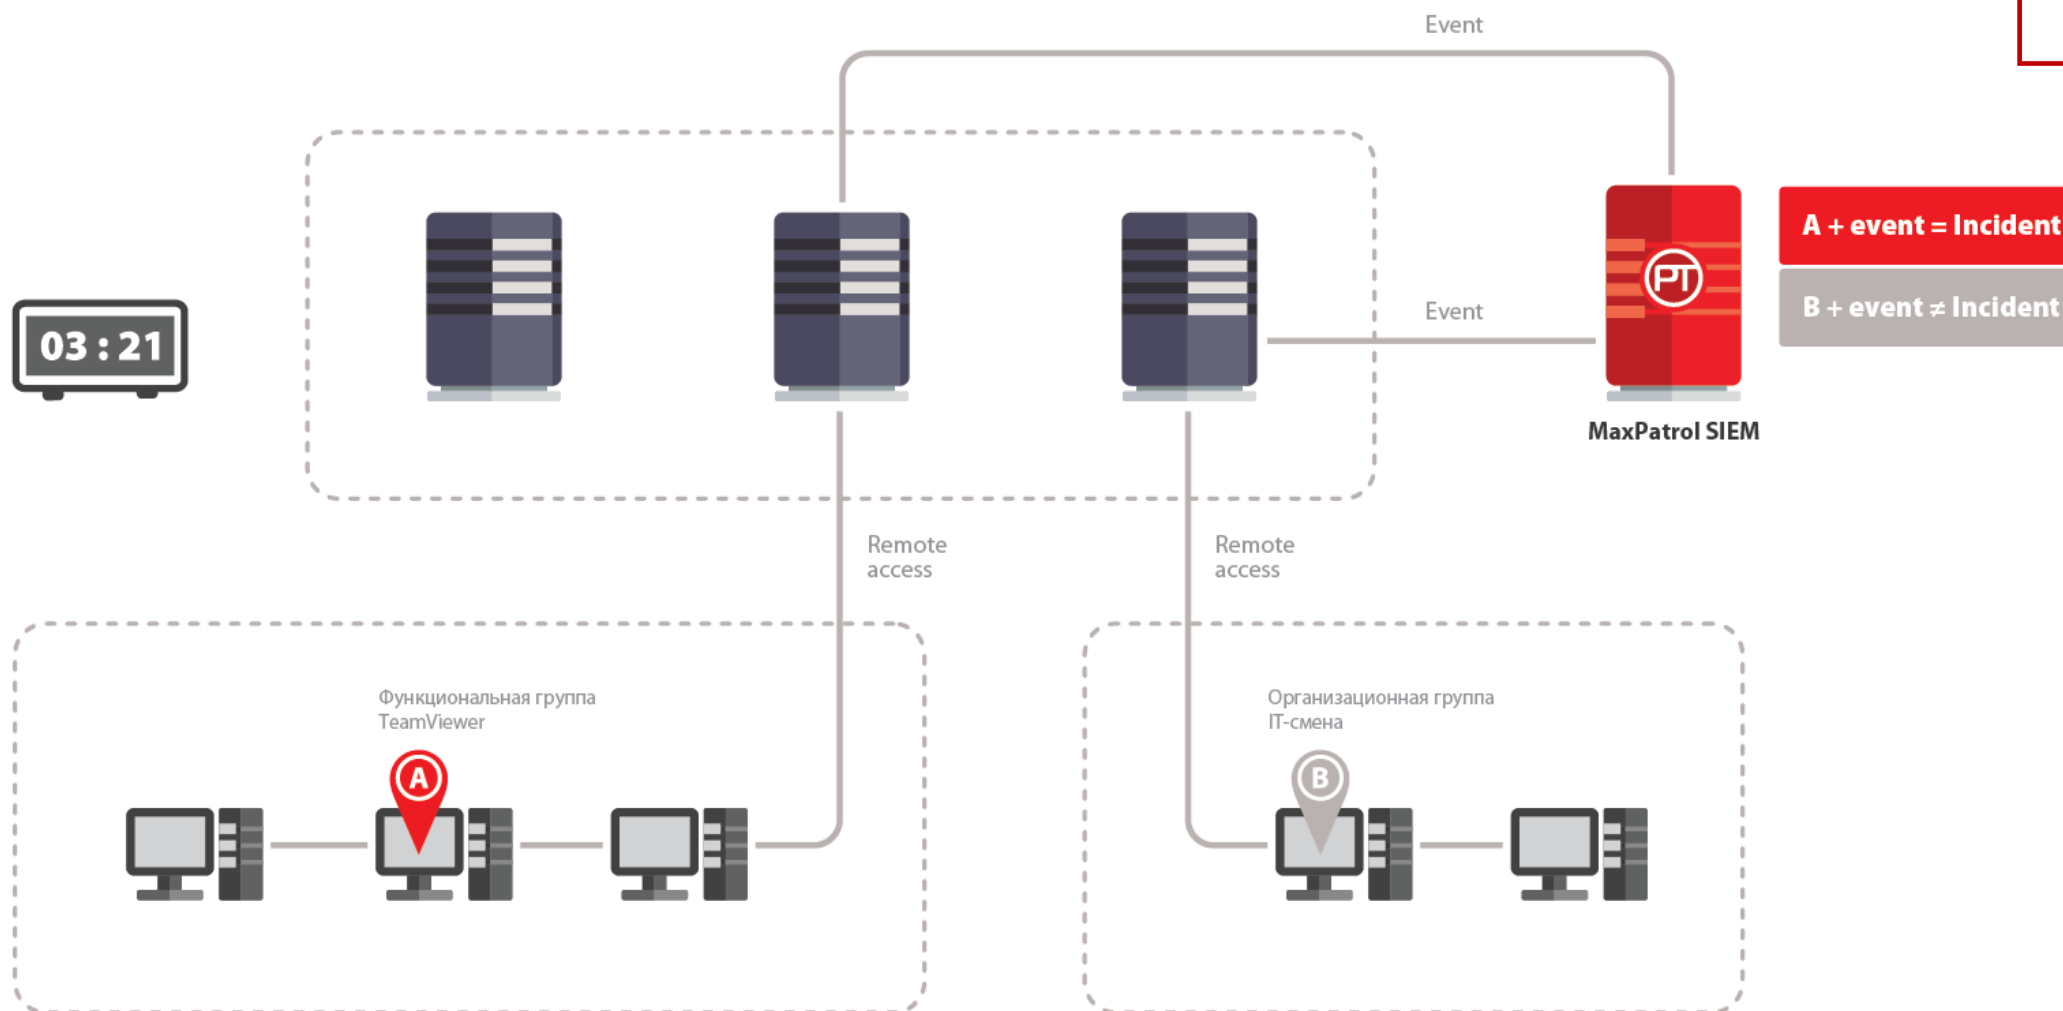 Event
A + event = Incident
03 : 21
PT
Event
B + event ≠ Incident
MaxPatrol SIEM
Remote
access
Remote
access
Функциональная группа
TeamViewer
Организационная группа
IT-смена
A
B